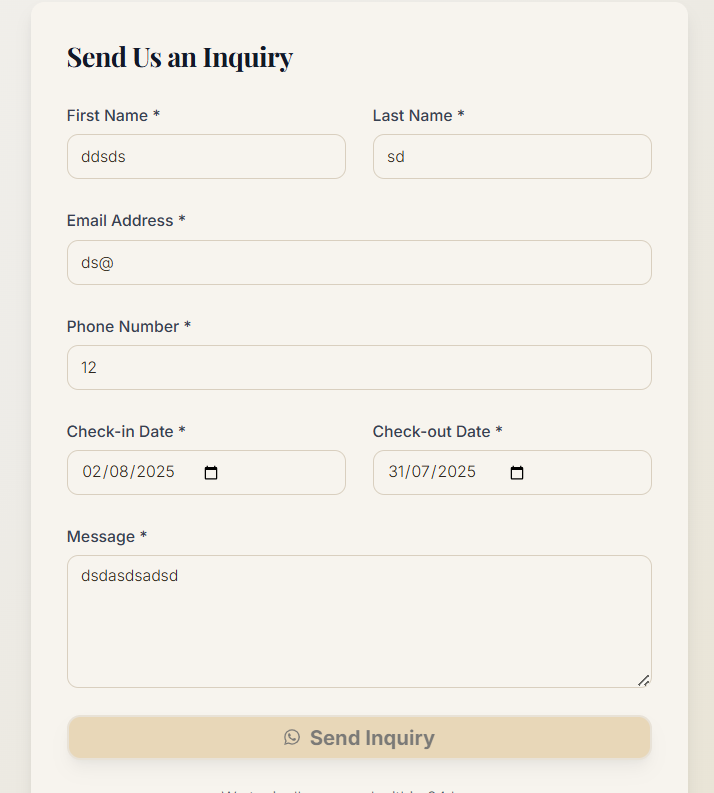 Send Us an Inquiry
First Name * Last Name *
ddsds sd
Email Address *
ds@
Phone Number *
12
Check-in Date * Check-out Date *
02/08/2025 31/07/2025
Message *
dsdasdsadsd
Send Inquiry